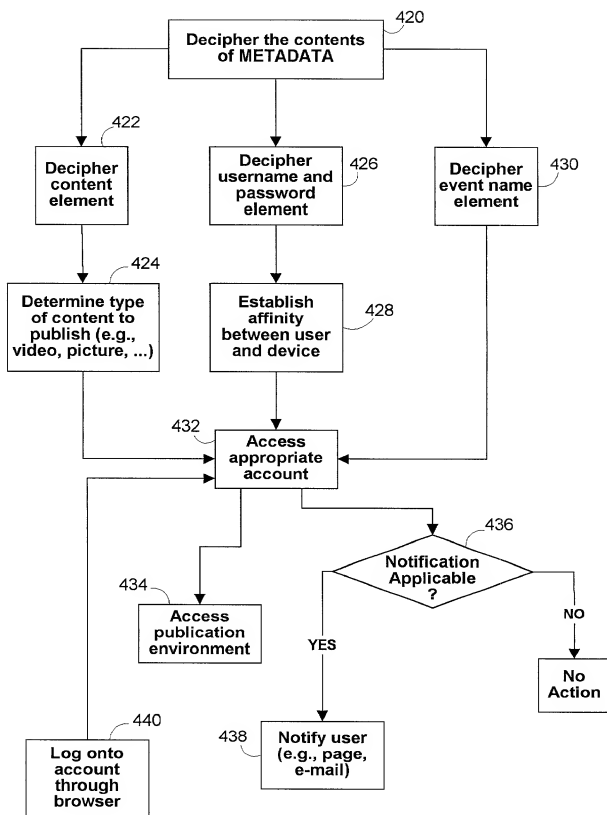 420
Decipher the contents
of METADATA
422
Decipher
content
element
Decipher
username and
password
element
426
Decipher
event name
element
430
424
Determine type
of content to
publish (e.g.,
video, picture, ...)
Establish
affinity
between user
and device
428
432
Access
appropriate
account
436
Notification
Applicable
?
434
Access
publication
environment
YES
NO
No
Action
440
Log onto
account
through
browser
438
Notify user
(e.g., page,
e-mail)